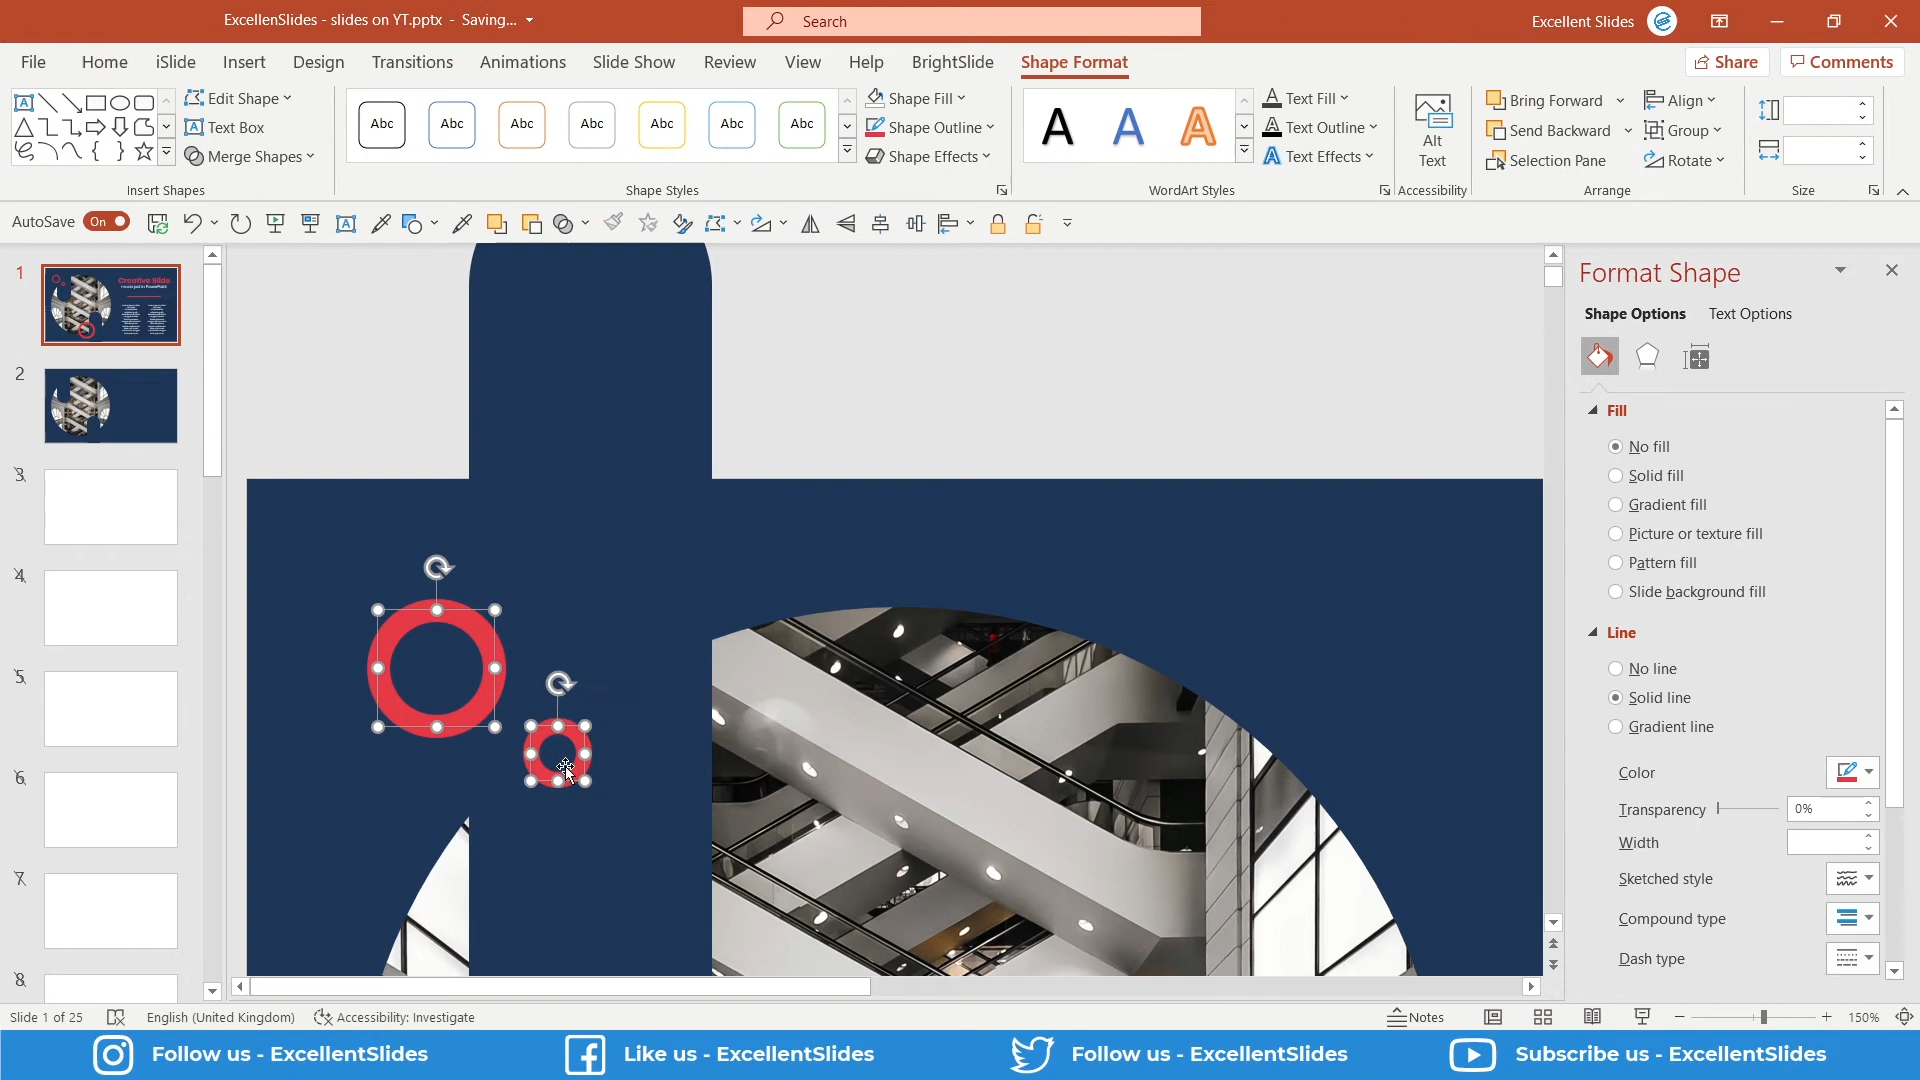 ExcellenSlides - slides on YT.pptx - Saving...
Search
Excellent Slides
File Home iSlide Insert Design Transitions Animations Slide Show Review View Help BrightSlide Shape Format Share Comments
Edit Shape
Text Box
Merge Shapes
Insert Shapes
Abc Abc Abc Abc Abc Abc Abc
Shape Fill
Shape Outline
Shape Effects
Shape Styles
A A A
Text Fill
Text Outline
Text Effects
WordArt Styles
Alt
Text
Accessibility
Bring Forward
Send Backward
Selection Pane
Align
Group
Rotate
Arrange
Size
AutoSave On
1
Creative Slide
2
3
4
5
6
7
8
Format Shape
Shape Options Text Options
Fill
No fill
Solid fill
Gradient fill
Picture or texture fill
Pattern fill
Slide background fill
Line
No line
Solid line
Gradient line
Color
Transparency 0%
Width
Sketched style
Compound type
Dash type
Slide 1 of 25 English (United Kingdom) Accessibility: Investigate Notes 150%
Follow us - ExcellentSlides Like us - ExcellentSlides Follow us - ExcellentSlides Subscribe us - ExcellentSlides